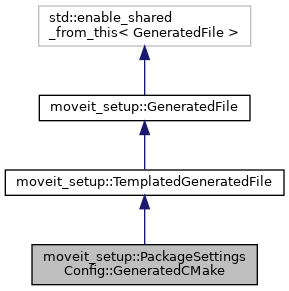 std::enable_shared
_from_this< GeneratedFile >
moveit_setup::GeneratedFile
moveit_setup::TemplatedGeneratedFile
moveit_setup::PackageSettings
Config::GeneratedCMake